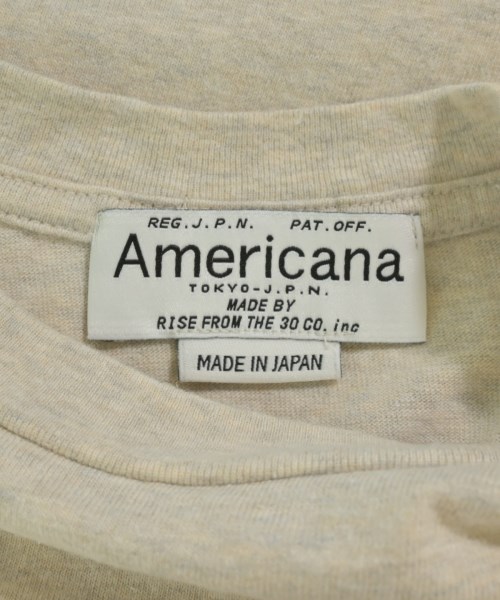 REG.J.P.N. PAT.OFF.
Americana
TOKYO-J.P.N.
MADE BY
RISE FROM THE 30 CO. inc
MADE IN JAPAN